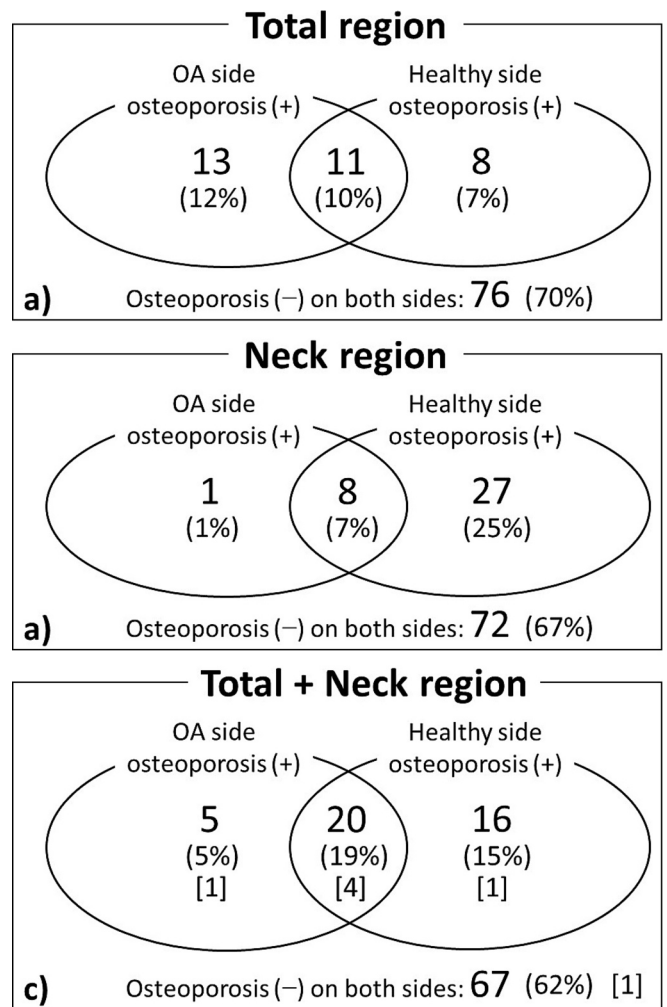 Total region
OA side Healthy side
osteoporosis (+) osteoporosis (+)
13 11 8
(12%) (10%) (7%)
a) Osteoporosis (−) on both sides: 76 (70%)
Neck region
OA side Healthy side
osteoporosis (+) osteoporosis (+)
1 8 27
(1%) (7%) (25%)
a) Osteoporosis (−) on both sides: 72 (67%)
Total + Neck region
OA side Healthy side
osteoporosis (+) osteoporosis (+)
5 20 16
(5%) (19%) (15%)
[1] [4] [1]
c) Osteoporosis (−) on both sides: 67 (62%) [1]